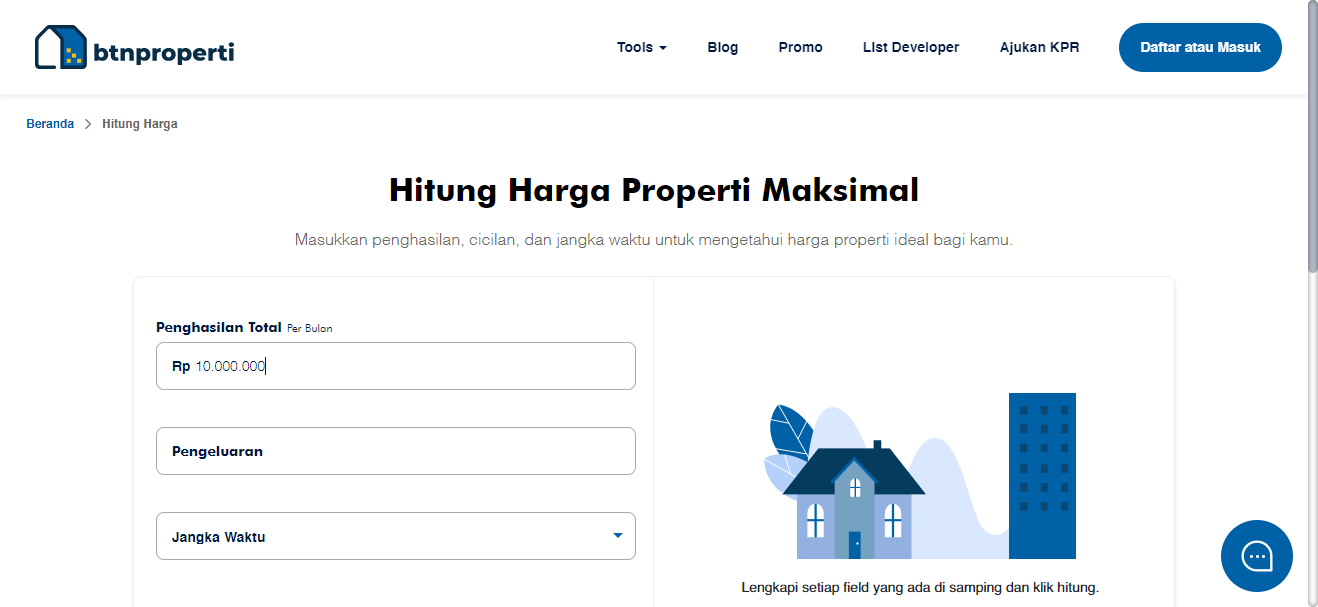 btnproperti
Tools
Blog
Promo
List Developer
Ajukan KPR
Daftar atau Masuk
Beranda
Hitung Harga
Hitung Harga Properti Maksimal
Masukkan penghasilan, cicilan, dan jangka waktu untuk mengetahui harga properti ideal bagi kamu.
Penghasilan Total Per Bulan
Rp 10.000.000
Pengeluaran
Jangka Waktu
Lengkapi setiap field yang ada di samping dan klik hitung.